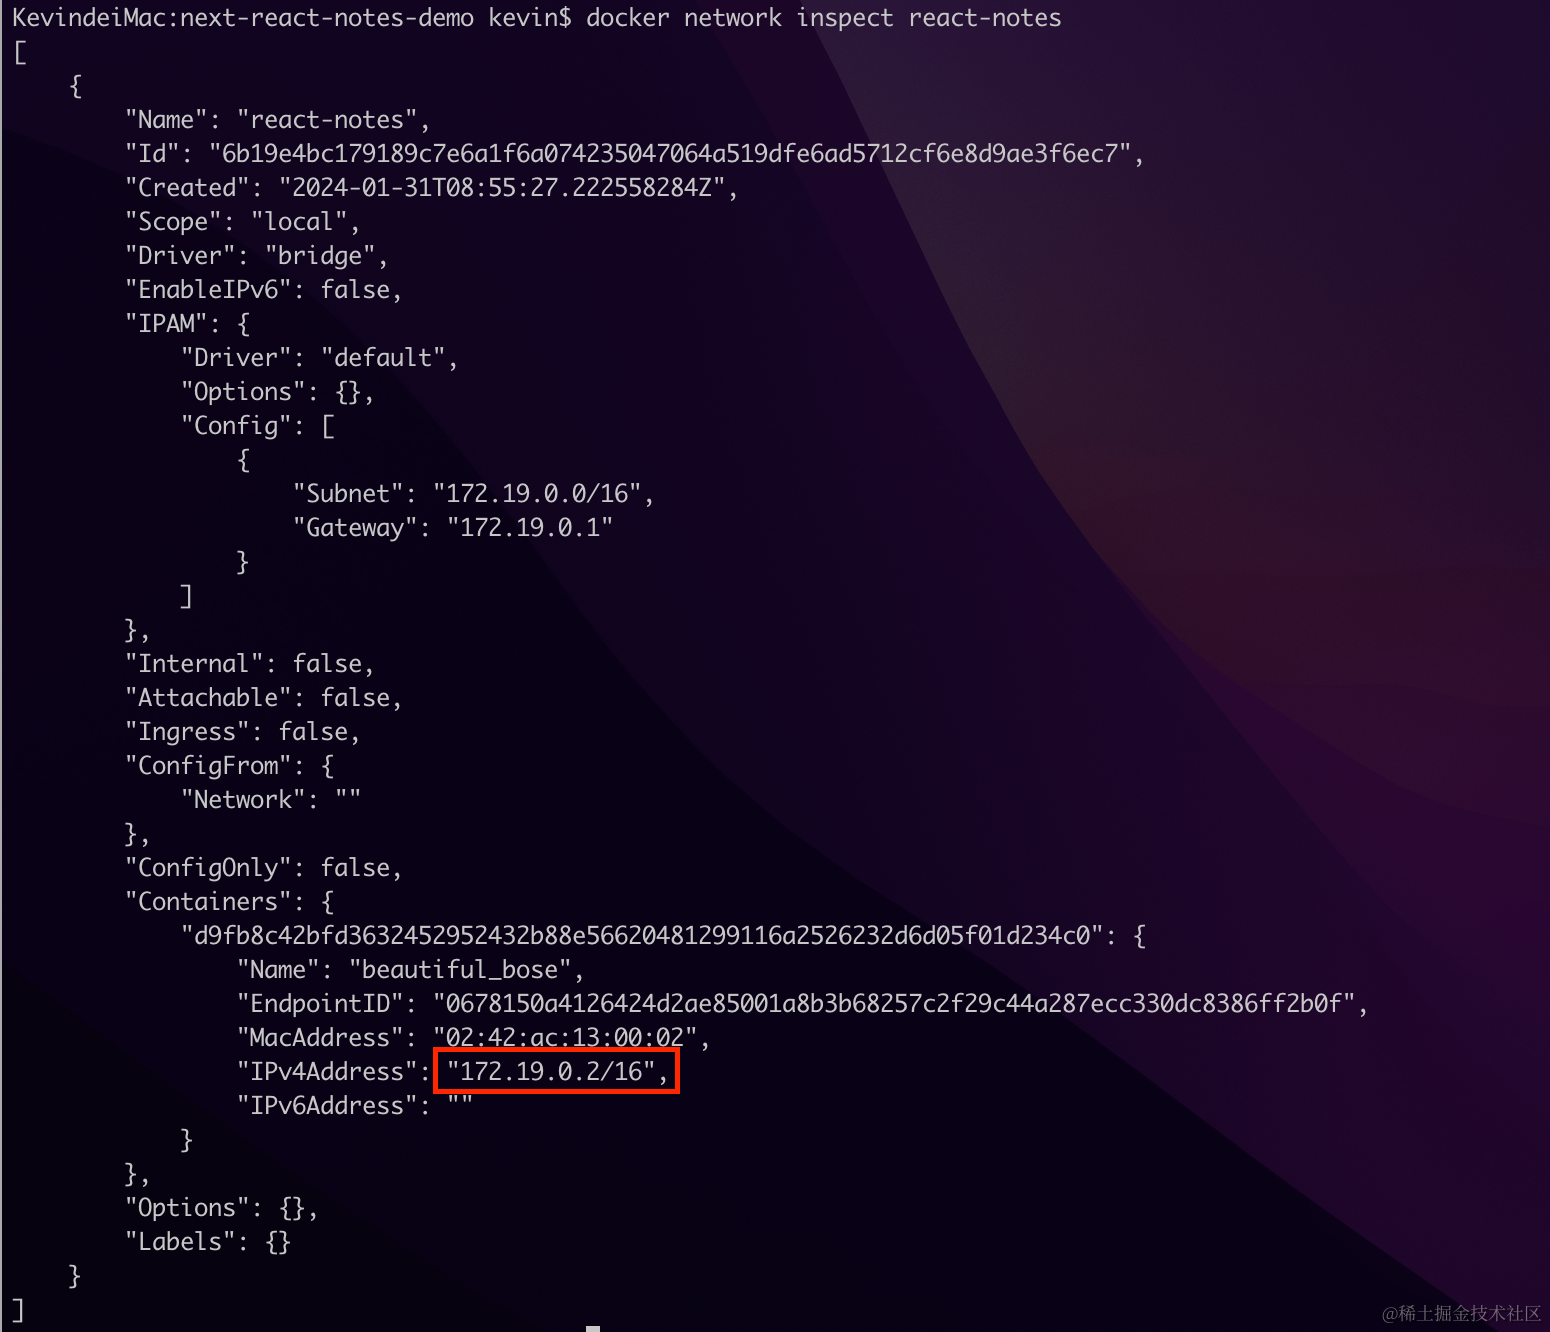 KevindeiMac:next-react-notes-demo kevin$ docker network inspect react-notes
[
    {
        "Name": "react-notes",
        "Id": "6b19e4bc179189c7e6a1f6a074235047064a519dfe6ad5712cf6e8d9ae3f6ec7",
        "Created": "2024-01-31T08:55:27.222558284Z",
        "Scope": "local",
        "Driver": "bridge",
        "EnableIPv6": false,
        "IPAM": {
            "Driver": "default",
            "Options": {},
            "Config": [
                {
                    "Subnet": "172.19.0.0/16",
                    "Gateway": "172.19.0.1"
                }
            ]
        },
        "Internal": false,
        "Attachable": false,
        "Ingress": false,
        "ConfigFrom": {
            "Network": ""
        },
        "ConfigOnly": false,
        "Containers": {
            "d9fb8c42bfd3632452952432b88e56620481299116a2526232d6d05f01d234c0": {
                "Name": "beautiful_bose",
                "EndpointID": "0678150a4126424d2ae85001a8b3b68257c2f29c44a287ecc330dc8386ff2b0f",
                "MacAddress": "02:42:ac:13:00:02",
                "IPv4Address": "172.19.0.2/16",
                "IPv6Address": ""
            }
        },
        "Options": {},
        "Labels": {}
    }
]
@稀土掘金技术社区